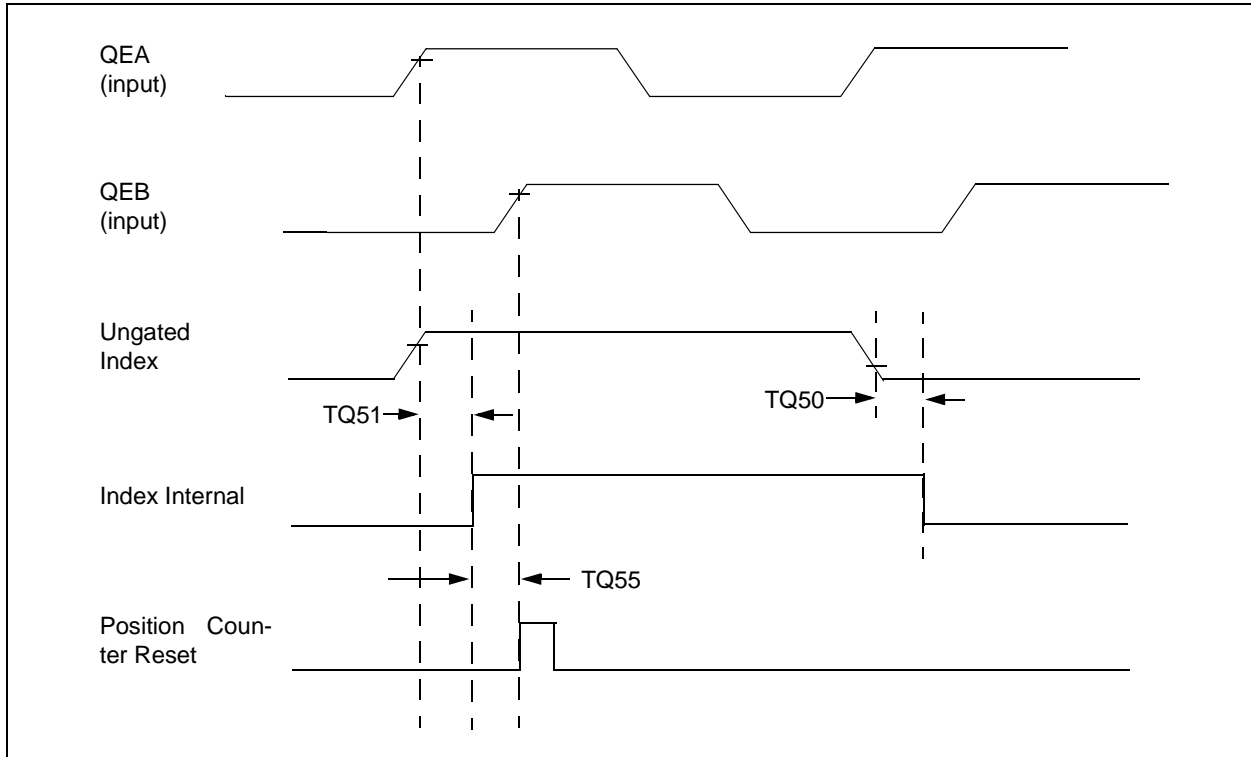 QEA
(input)
QEB
(input)
Ungated
Index
TQ51
TQ50
Index Internal
TQ55
Position Coun-
ter Reset